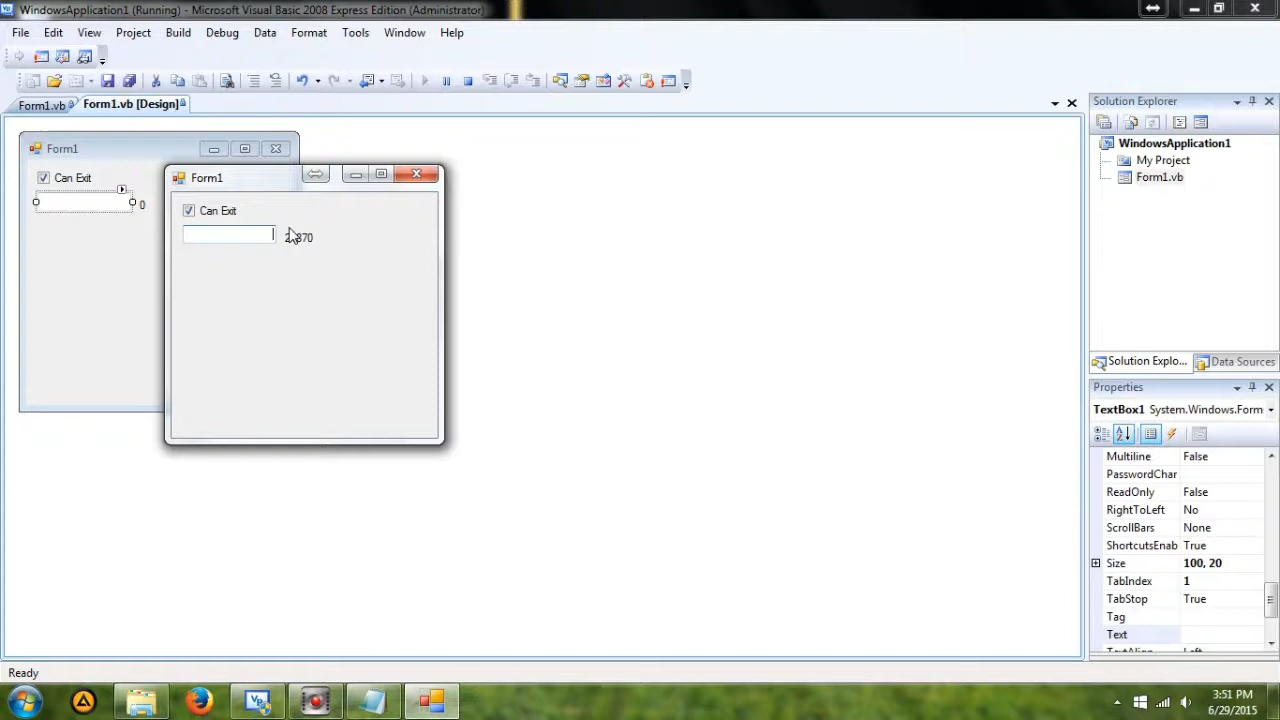 WindowsApplication1 (Running) - Microsoft Visual Basic 2008 Express Edition (Administrator)
File Edit View Project Build Debug Data Format Tools Window Help
Form1.vb Form1.vb [Design]
Form1
Can Exit
0
Form1
Can Exit
Solution Explorer
WindowsApplication1
My Project
Form1.vb
Solution Explo... Data Sources
Properties
TextBox1 System.Windows.Form
Multiline False
PasswordChar
ReadOnly False
RightToLeft No
ScrollBars None
ShortcutsEnab True
Size 100, 20
TabIndex 1
TabStop True
Tag
Text
TextAlign Left
Ready
3:51 PM
6/29/2015